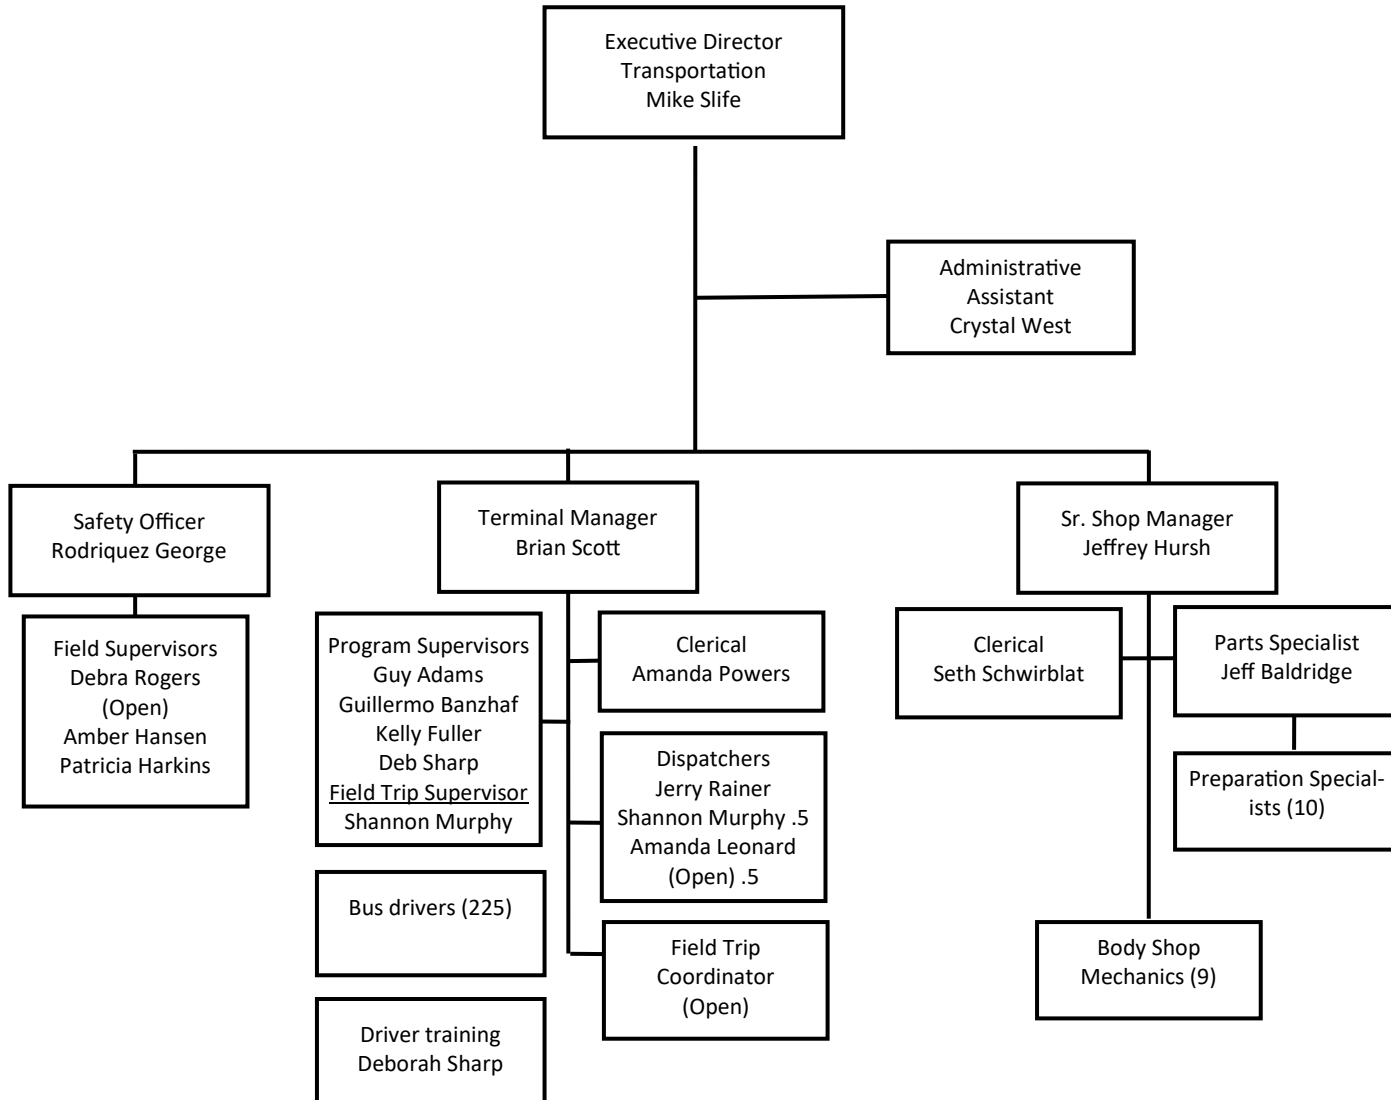 Executive Director
Transportation
Mike Slife
Administrative
Assistant
Crystal West
Safety Officer
Rodriquez George
Terminal Manager
Brian Scott
Sr. Shop Manager
Jeffrey Hursh
Field Supervisors
Debra Rogers
(Open)
Amber Hansen
Patricia Harkins
Program Supervisors
Guy Adams
Guillermo Banzhaf
Kelly Fuller
Deb Sharp
Field Trip Supervisor
Shannon Murphy
Clerical
Amanda Powers
Clerical
Seth Schwirblat
Parts Specialist
Jeff Baldridge
Dispatchers
Jerry Rainer
Shannon Murphy .5
Amanda Leonard
(Open) .5
Preparation Special-
ists (10)
Bus drivers (225)
Field Trip
Coordinator
(Open)
Body Shop
Mechanics (9)
Driver training
Deborah Sharp